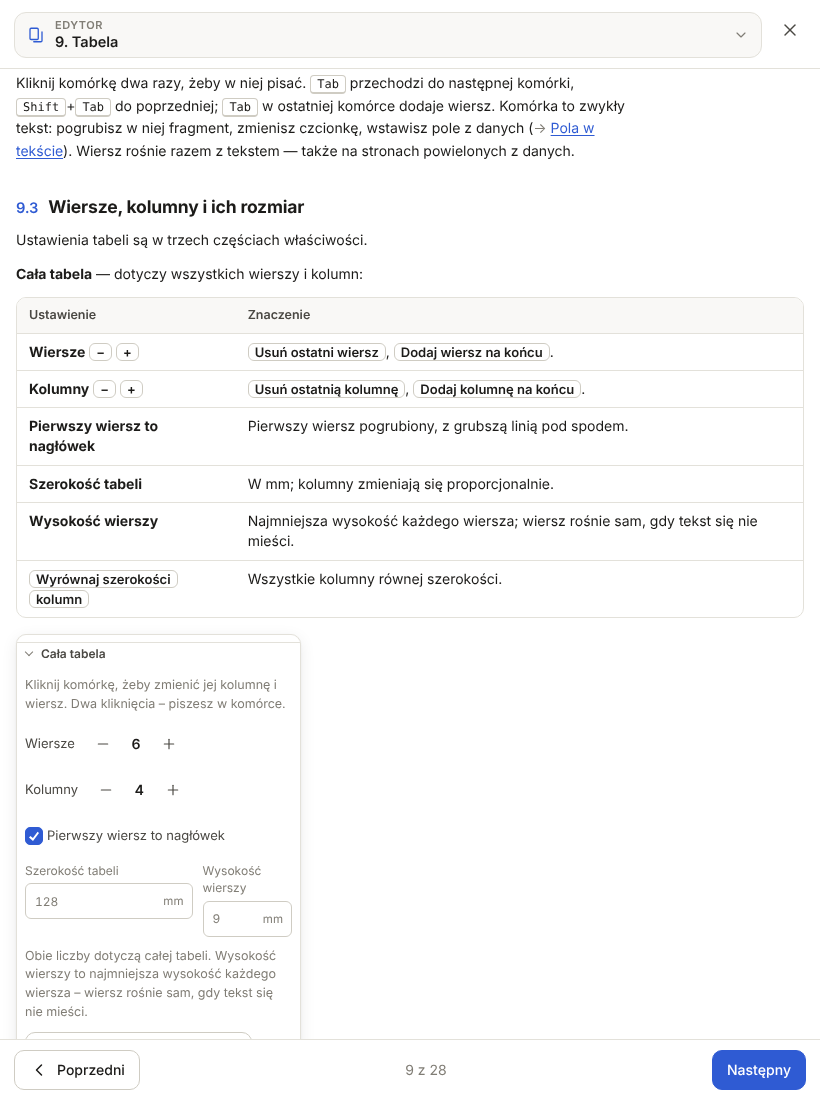 EDYTOR
9. Tabela
Kliknij komórkę dwa razy, żeby w niej pisać. Tab przechodzi do następnej komórki,
Shift+Tab do poprzedniej; Tab w ostatniej komórce dodaje wiersz. Komórka to zwykły
tekst: pogrubisz w niej fragment, zmienisz czcionkę, wstawisz pole z danych (→ Pola w
tekście). Wiersz rośnie razem z tekstem — także na stronach powielonych z danych.
9.3 Wiersze, kolumny i ich rozmiar
Ustawienia tabeli są w trzech częściach właściwości.
Cała tabela — dotyczy wszystkich wierszy i kolumn:
Ustawienie Znaczenie
Wiersze − + Usuń ostatni wiersz, Dodaj wiersz na końcu.
Kolumny − + Usuń ostatnią kolumnę, Dodaj kolumnę na końcu.
Pierwszy wiersz to Pierwszy wiersz pogrubiony, z grubszą linią pod spodem.
nagłówek
Szerokość tabeli W mm; kolumny zmieniają się proporcjonalnie.
Wysokość wierszy Najmniejsza wysokość każdego wiersza; wiersz rośnie sam, gdy tekst się nie
mieści.
Wyrównaj szerokości Wszystkie kolumny równej szerokości.
kolumn
Cała tabela
Kliknij komórkę, żeby zmienić jej kolumnę i
wiersz. Dwa kliknięcia – piszesz w komórce.
Wiersze − 6 +
Kolumny − 4 +
Pierwszy wiersz to nagłówek
Szerokość tabeli
128 mm
Wysokość
wierszy
9 mm
Obie liczby dotyczą całej tabeli. Wysokość
wierszy to najmniejsza wysokość każdego
wiersza – wiersz rośnie sam, gdy tekst się
nie mieści.
Poprzedni
9 z 28
Następny